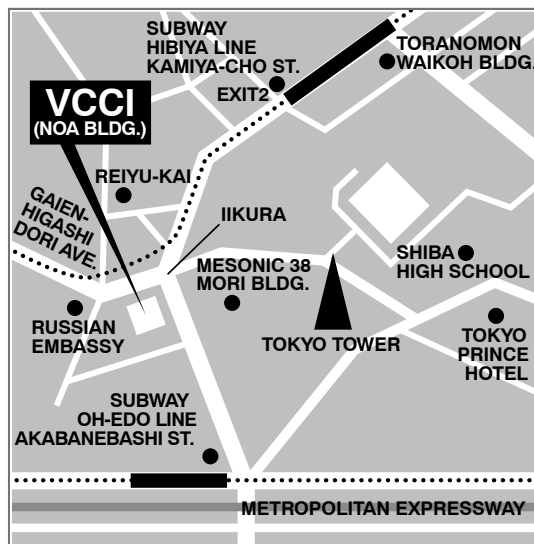 SUBWAY
HIBIYA LINE
KAMIYA-CHO ST.
EXIT2
TORANOMON
WAIKOH BLDG.
VCCI
(NOA BLDG.)
REIYU-KAI
GAIEN-
HIGASHI
DORI AVE.
IIKURA
MESONIC 38
MORI BLDG.
SHIBA
HIGH SCHOOL
RUSSIAN
EMBASSY
TOKYO TOWER
TOKYO
PRINCE
HOTEL
SUBWAY
OH-EDO LINE
AKABANEBASHI ST.
METROPOLITAN EXPRESSWAY